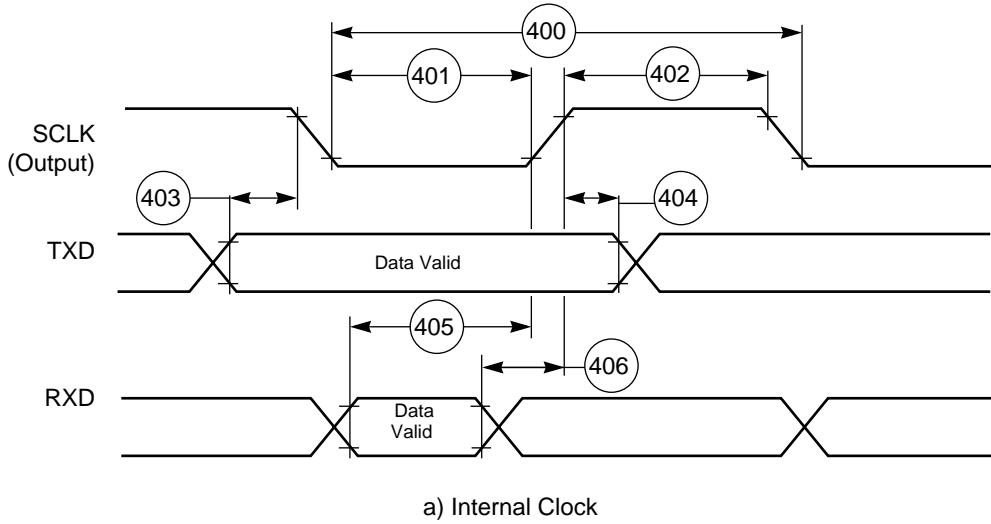 400
401
402
SCLK
(Output)
403
404
TXD
Data Valid
405
406
RXD
Data
Valid
a) Internal Clock